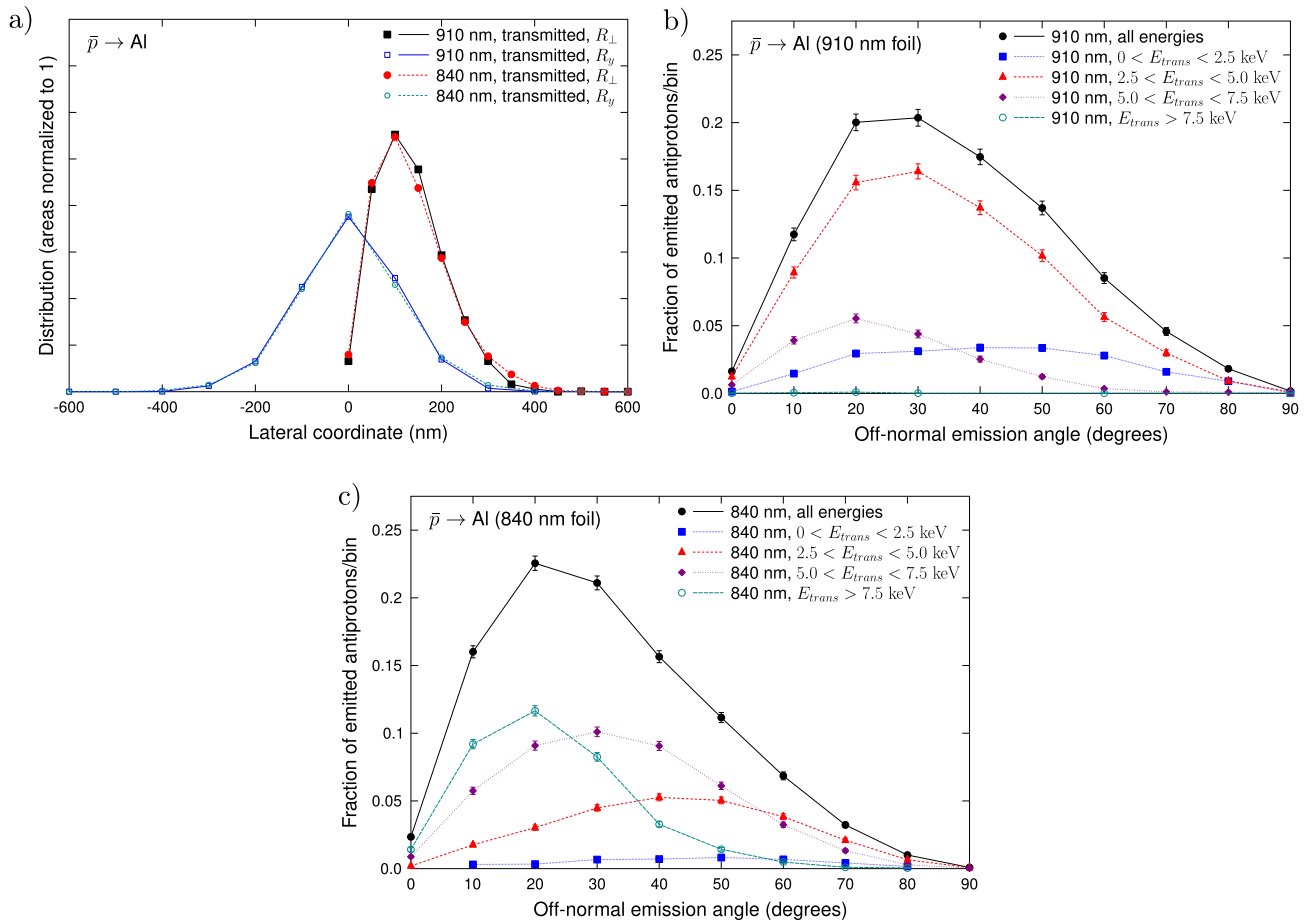 a)
p̄ → Al
910 nm, transmitted, R⊥
910 nm, transmitted, Ry
840 nm, transmitted, R⊥
840 nm, transmitted, Ry
Distribution (areas normalized to 1)
-600 -400 -200 0 200 400 600
Lateral coordinate (nm)
b)
p̄ → Al (910 nm foil)
910 nm, all energies
910 nm, 0 < Etrans < 2.5 keV
910 nm, 2.5 < Etrans < 5.0 keV
910 nm, 5.0 < Etrans < 7.5 keV
910 nm, Etrans > 7.5 keV
Fraction of emitted antiprotons/bin
0.25
0.2
0.15
0.1
0.05
0.0
0 10 20 30 40 50 60 70 80 90
Off-normal emission angle (degrees)
c)
p̄ → Al (840 nm foil)
840 nm, all energies
840 nm, 0 < Etrans < 2.5 keV
840 nm, 2.5 < Etrans < 5.0 keV
840 nm, 5.0 < Etrans < 7.5 keV
840 nm, Etrans > 7.5 keV
Fraction of emitted antiprotons/bin
0.25
0.2
0.15
0.1
0.05
0.0
0 10 20 30 40 50 60 70 80 90
Off-normal emission angle (degrees)